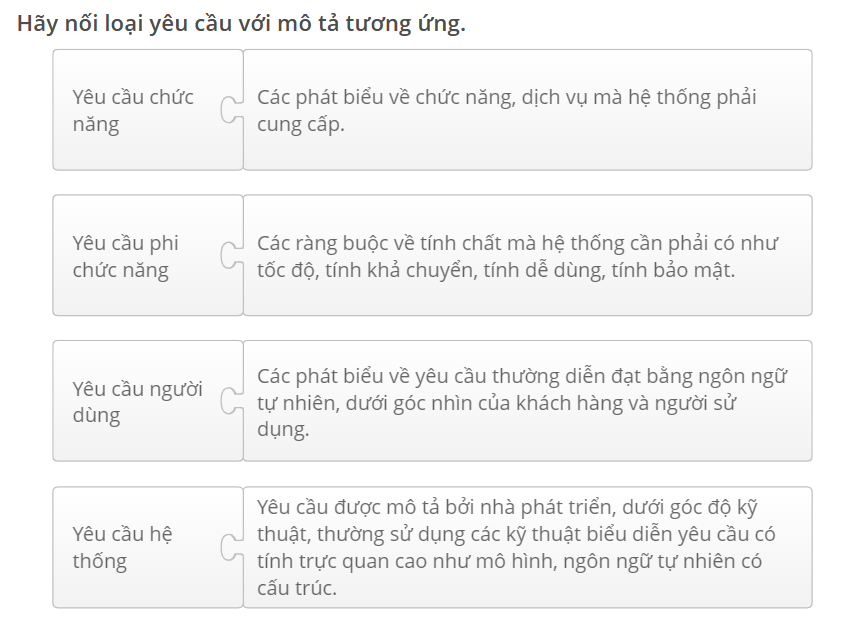 Hãy nối loại yêu cầu với mô tả tương ứng.
Yêu cầu chức
năng
Các phát biểu về chức năng, dịch vụ mà hệ thống phải
cung cấp.
Yêu cầu phi
chức năng
Các ràng buộc về tính chất mà hệ thống cần phải có như
tốc độ, tính khả chuyển, tính dễ dùng, tính bảo mật.
Yêu cầu người
dùng
Các phát biểu về yêu cầu thường diễn đạt bằng ngôn ngữ
tự nhiên, dưới góc nhìn của khách hàng và người sử
dụng.
Yêu cầu hệ
thống
Yêu cầu được mô tả bởi nhà phát triển, dưới góc độ kỹ
thuật, thường sử dụng các kỹ thuật biểu diễn yêu cầu có
tính trực quan cao như mô hình, ngôn ngữ tự nhiên có
cấu trúc.